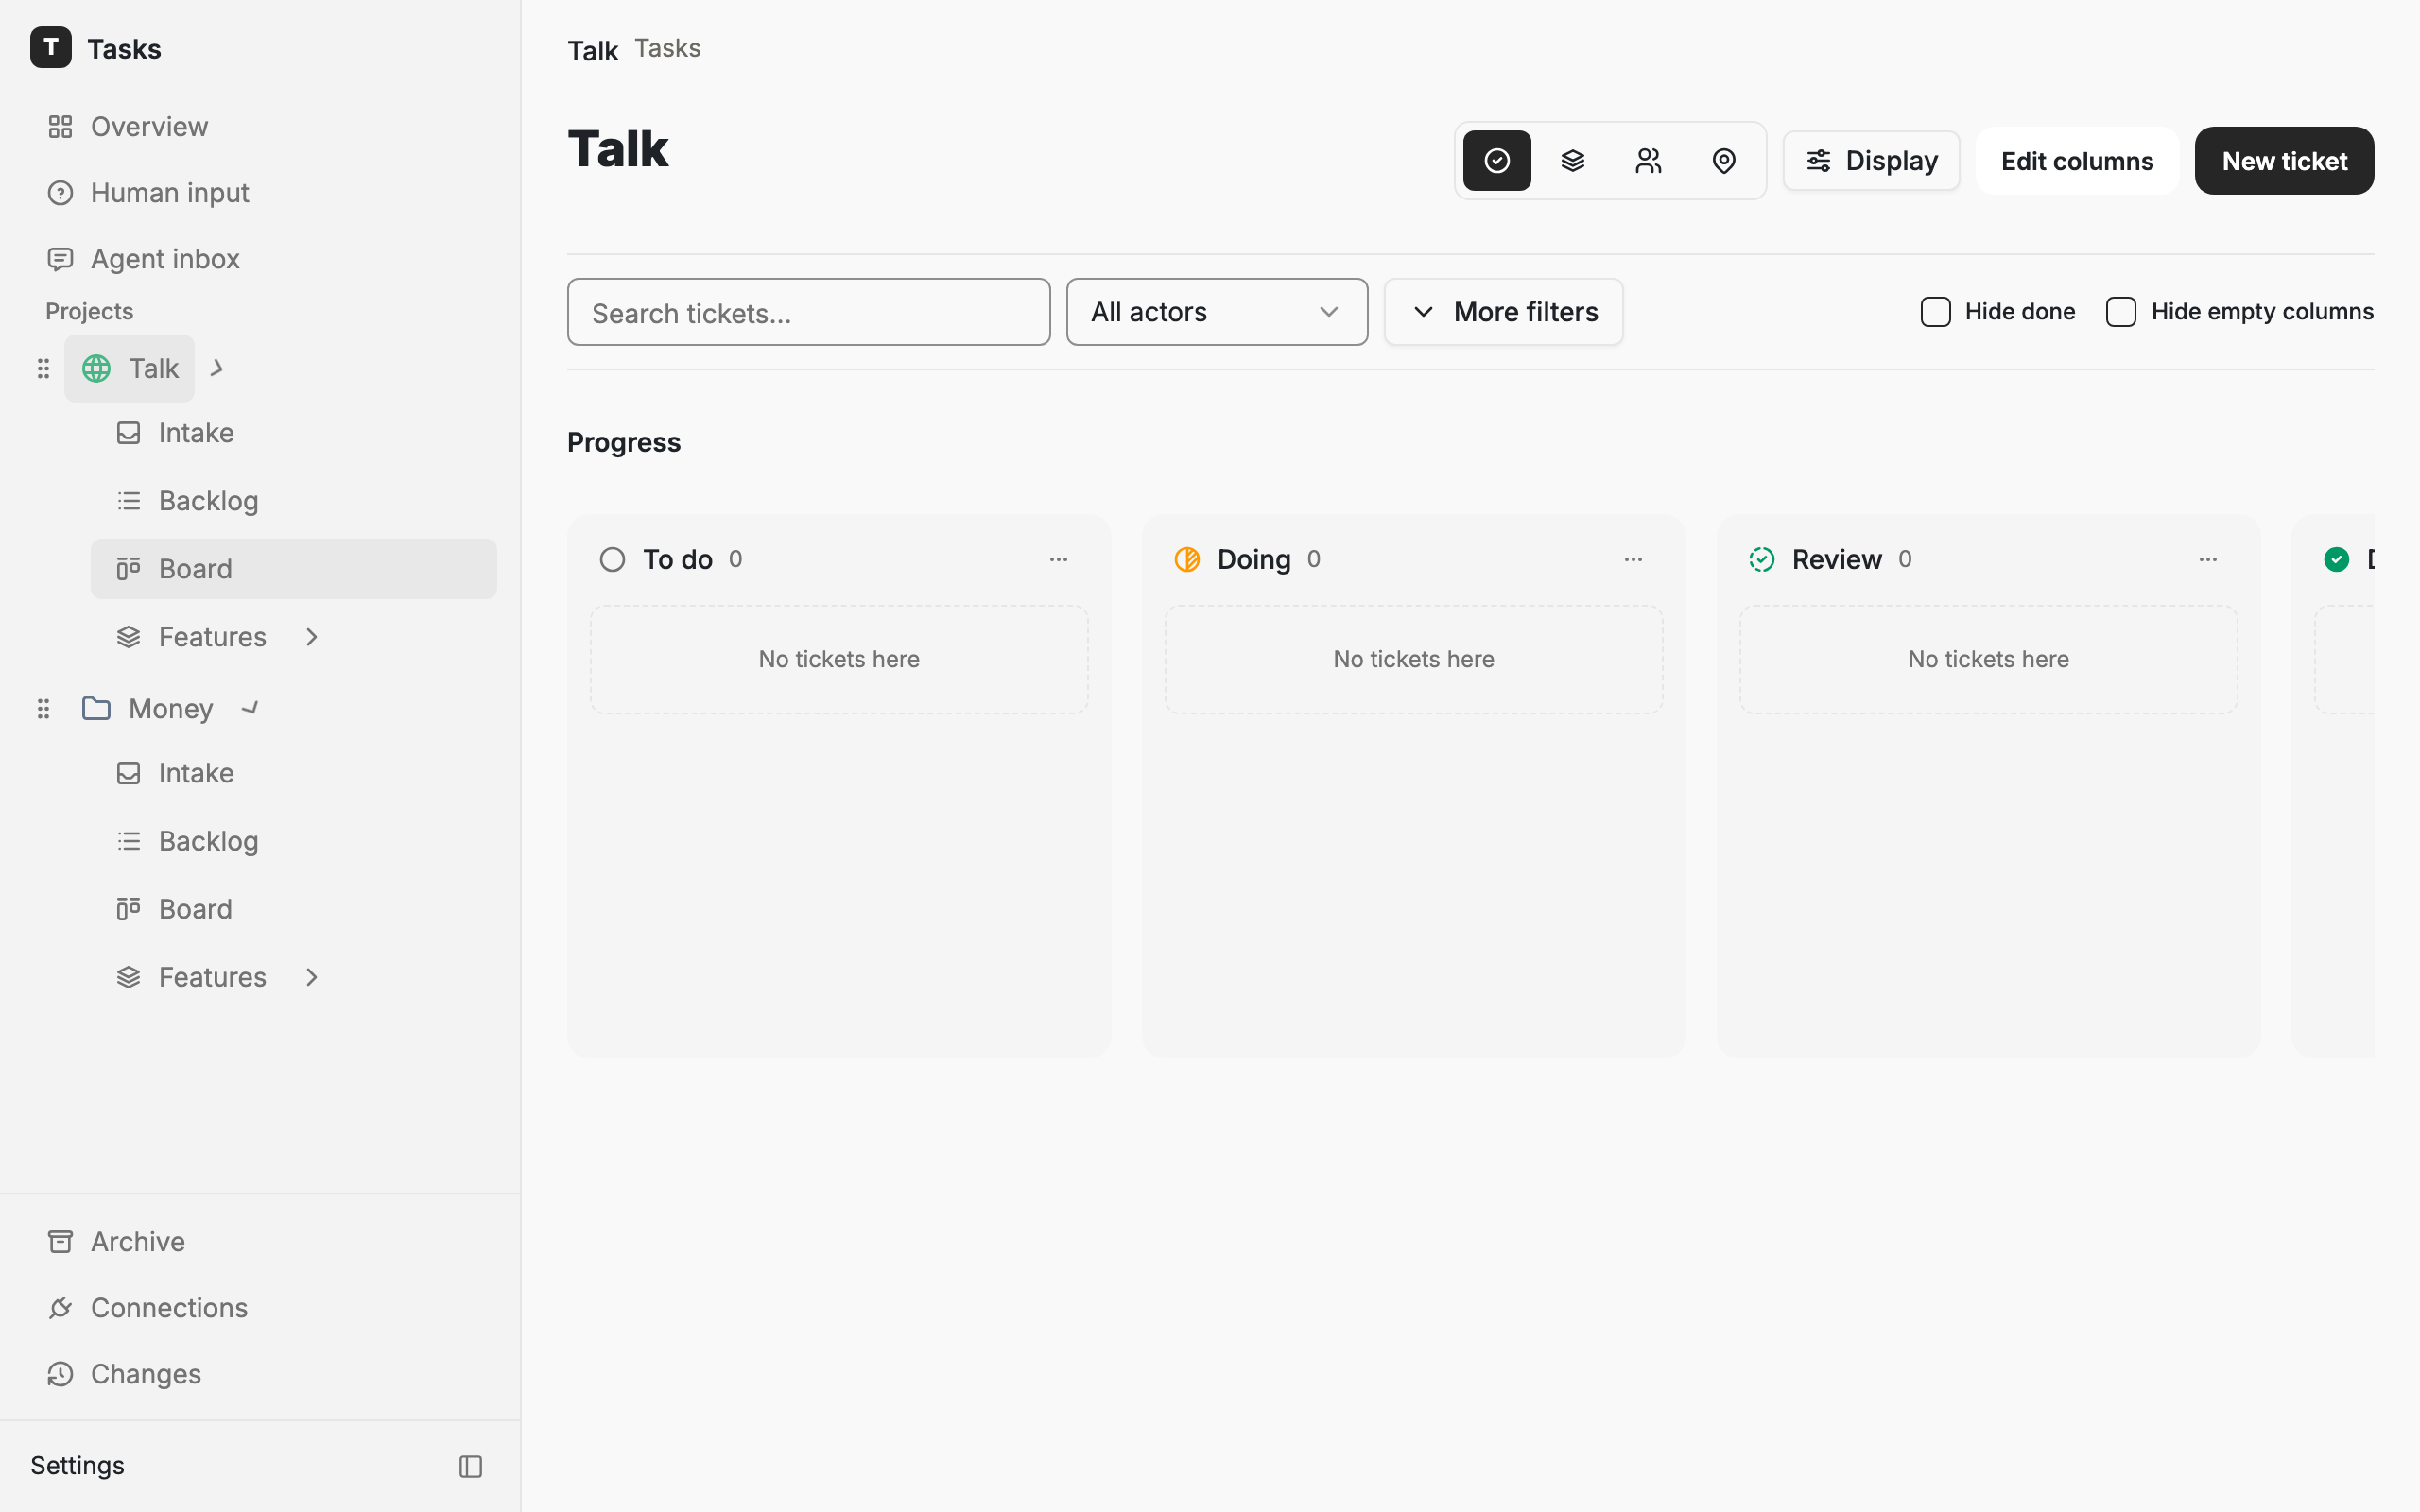 T Tasks
Overview
Human input
Agent inbox
Projects
Talk
Intake
Backlog
Board
Features
Money
Intake
Backlog
Board
Features
Archive
Connections
Changes
Settings
Talk Tasks
Talk
Display
Edit columns
New ticket
Search tickets...
All actors
More filters
Hide done
Hide empty columns
Progress
To do 0
No tickets here
Doing 0
No tickets here
Review 0
No tickets here